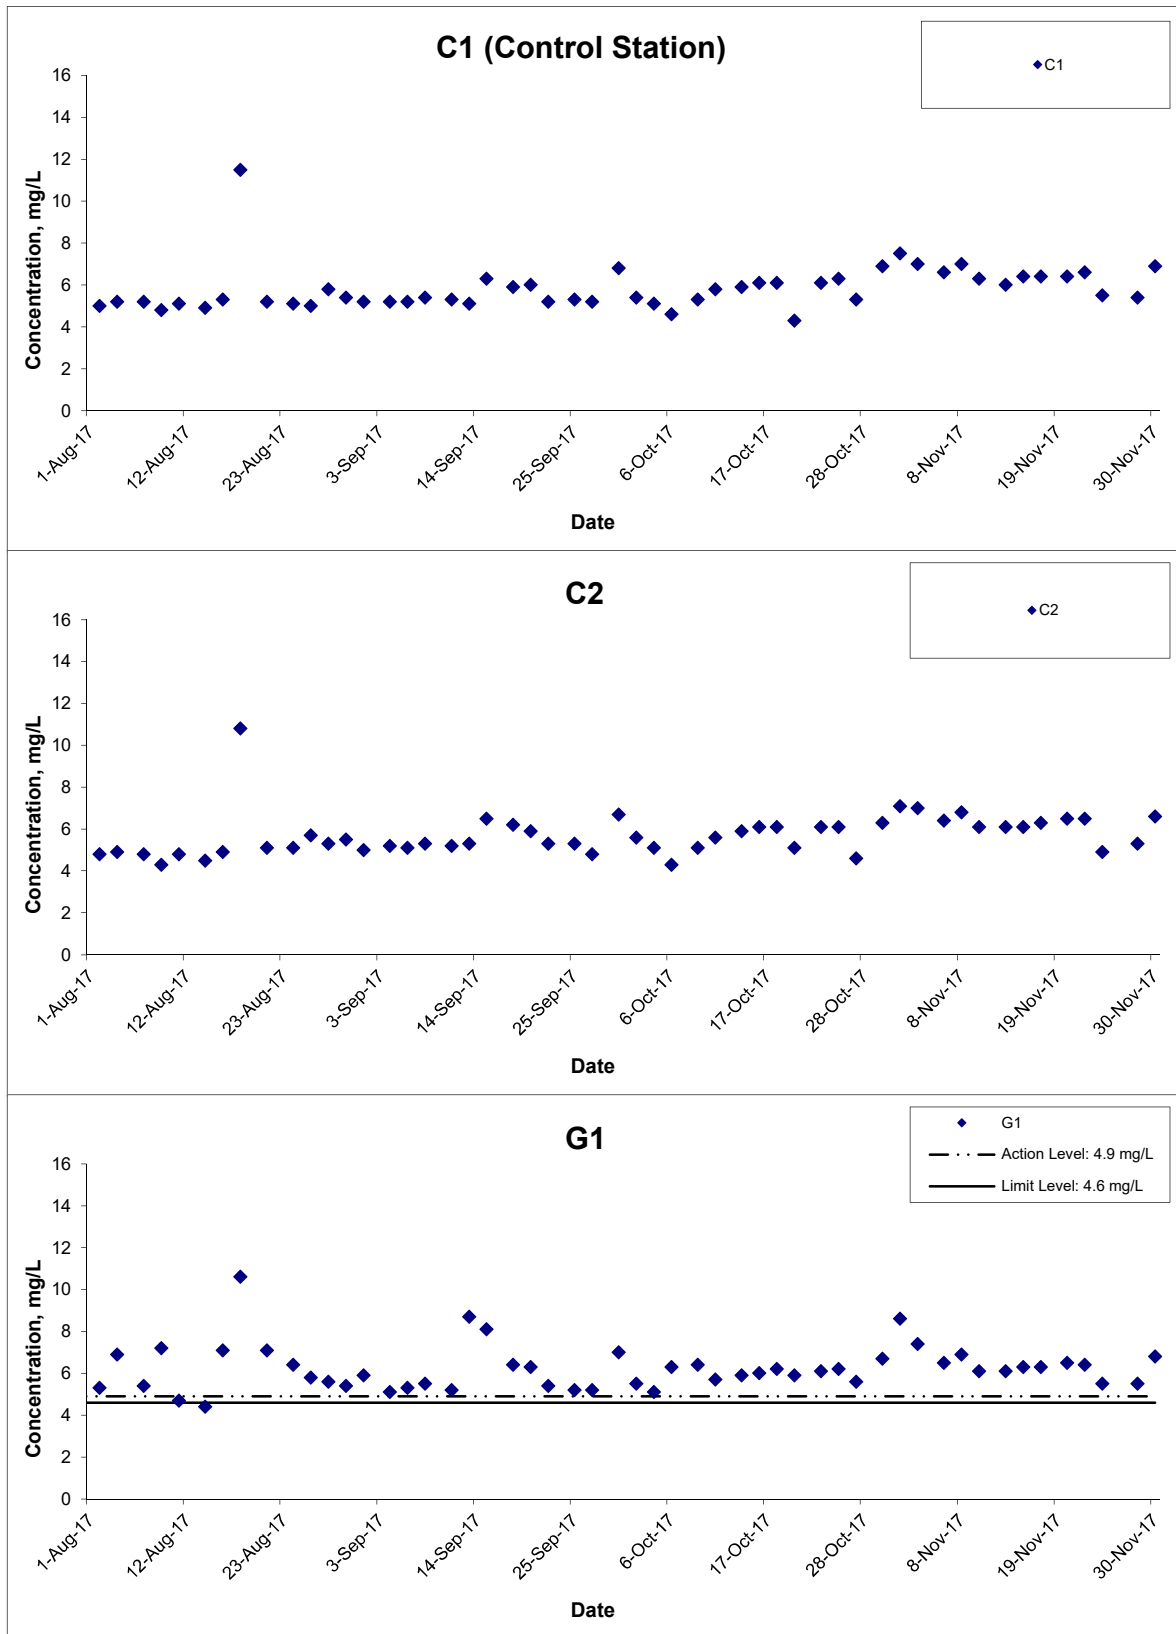 C1 (Control Station)
C1
Concentration, mg/L
16
14
12
10
8
6
4
2
0
1-Aug-17
12-Aug-17
23-Aug-17
3-Sep-17
14-Sep-17
25-Sep-17
6-Oct-17
17-Oct-17
28-Oct-17
8-Nov-17
19-Nov-17
30-Nov-17
Date
C2
C2
Concentration, mg/L
16
14
12
10
8
6
4
2
0
1-Aug-17
12-Aug-17
23-Aug-17
3-Sep-17
14-Sep-17
25-Sep-17
6-Oct-17
17-Oct-17
28-Oct-17
8-Nov-17
19-Nov-17
30-Nov-17
Date
G1
G1
Action Level: 4.9 mg/L
Limit Level: 4.6 mg/L
Concentration, mg/L
16
14
12
10
8
6
4
2
0
1-Aug-17
12-Aug-17
23-Aug-17
3-Sep-17
14-Sep-17
25-Sep-17
6-Oct-17
17-Oct-17
28-Oct-17
8-Nov-17
19-Nov-17
30-Nov-17
Date